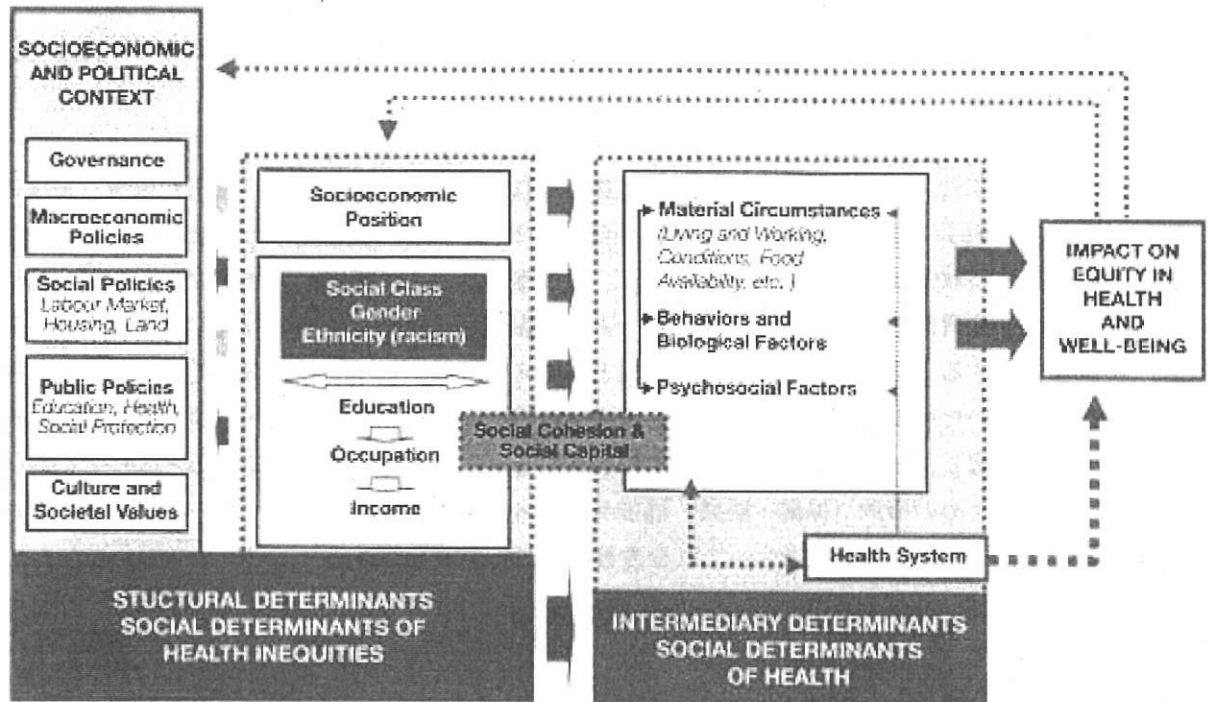 SOCIOECONOMIC
AND POLITICAL
CONTEXT
Governance
Macroeconomic
Policies
Social Policies
Labour Market,
Housing, Land
Public Policies
Education, Health,
Social Protection
Culture and
Societal Values
Socioeconomic
Position
Social Class
Gender
Ethnicity (racism)
Education
Occupation
Income
Social Cohesion &
Social Capital
Material Circumstances
(Living and Working,
Conditions, Food
Availability, etc. )
Behaviors and
Biological Factors
Psychosocial Factors
Health System
IMPACT ON
EQUITY IN
HEALTH
AND
WELL-BEING
STUCTURAL DETERMINANTS
SOCIAL DETERMINANTS OF
HEALTH INEQUITIES
INTERMEDIARY DETERMINANTS
SOCIAL DETERMINANTS
OF HEALTH